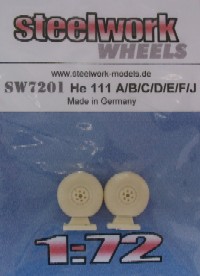 steelwork
WHEELS
www.steelwork-models.de
SW7201 He 111 A/B/C/D/E/F/J
Made in Germany
1:72